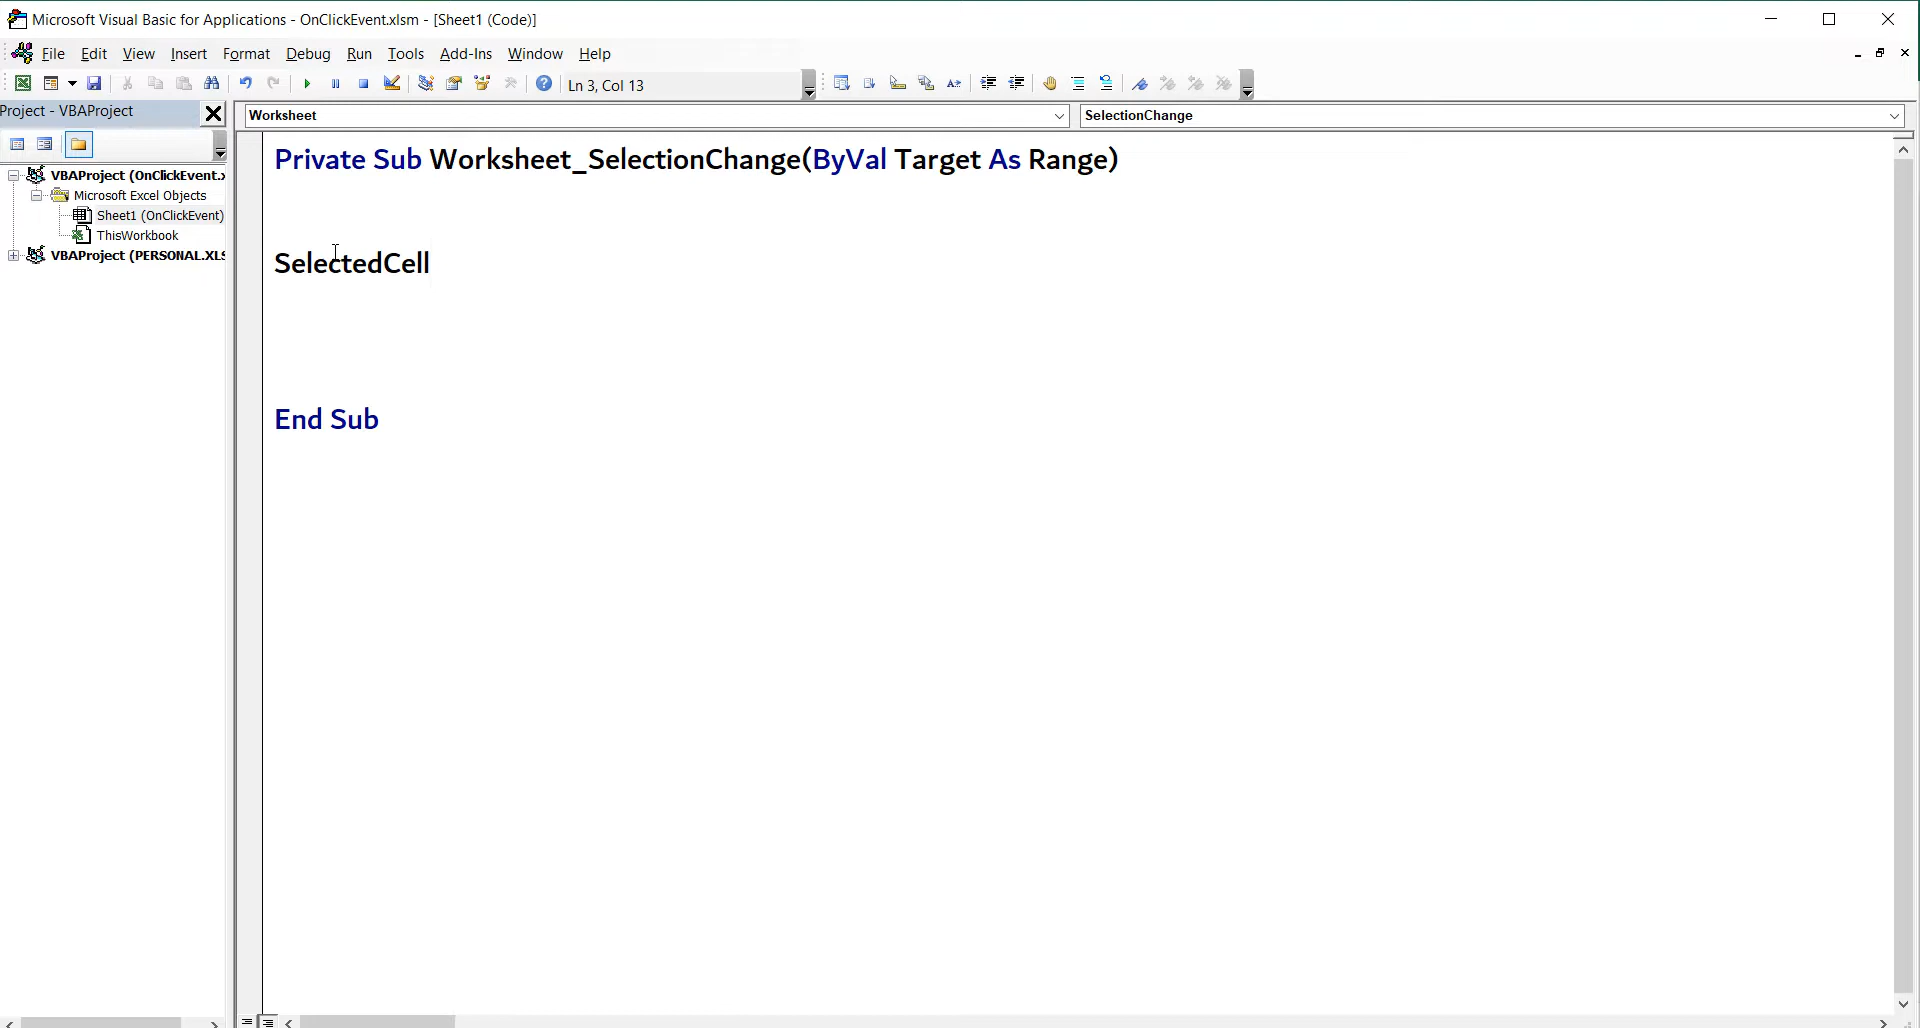 Microsoft Visual Basic for Applications - OnClickEvent.xlsm - [Sheet1 (Code)]
File Edit View Insert Format Debug Run Tools Add-Ins Window Help
Ln 3, Col 13
Project - VBAProject
Worksheet
SelectionChange
VBAProject (OnClickEvent.x
Microsoft Excel Objects
Sheet1 (OnClickEvent)
ThisWorkbook
VBAProject (PERSONAL.XLS
Private Sub Worksheet_SelectionChange(ByVal Target As Range)
SelectedCell
End Sub